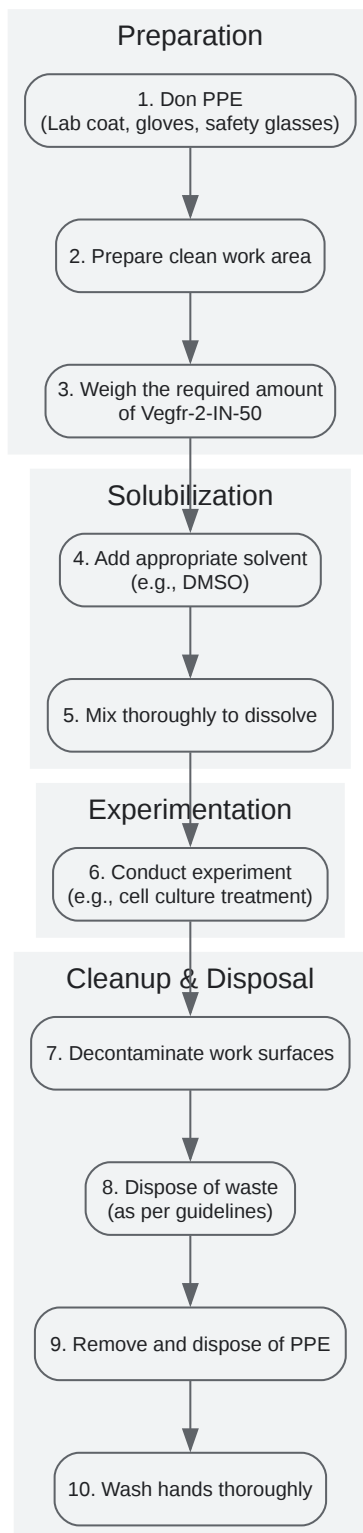 Preparation
1. Don PPE
(Lab coat, gloves, safety glasses)
2. Prepare clean work area
3. Weigh the required amount
of Vegfr-2-IN-50
Solubilization
4. Add appropriate solvent
(e.g., DMSO)
5. Mix thoroughly to dissolve
Experimentation
6. Conduct experiment
(e.g., cell culture treatment)
Cleanup & Disposal
7. Decontaminate work surfaces
8. Dispose of waste
(as per guidelines)
9. Remove and dispose of PPE
10. Wash hands thoroughly